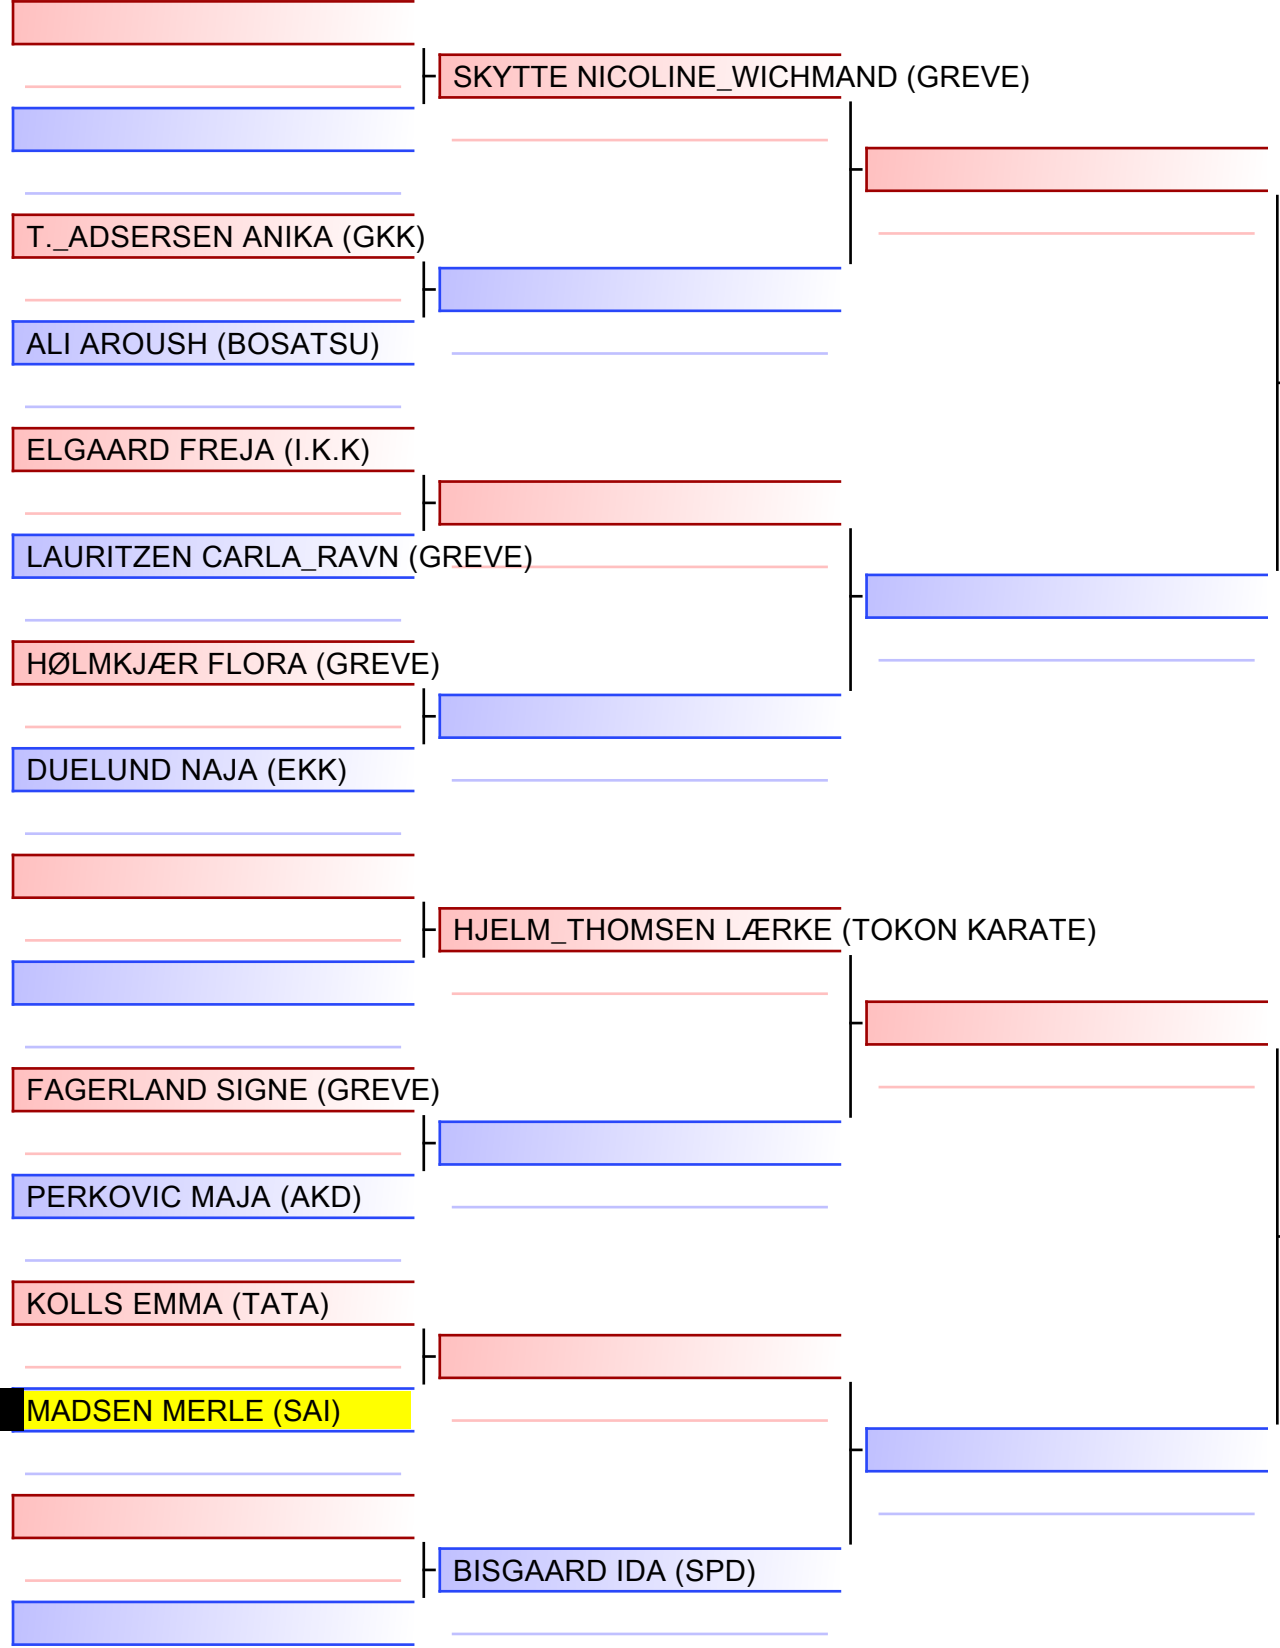 SKYTTE NICOLINE_WICHMAND (GREVE)
T._ADSERSEN ANIKA (GKK)
ALI AROUSH (BOSATSU)
ELGAARD FREJA (I.K.K)
LAURITZEN CARLA_RAVN (GREVE)
HØLMKJÆR FLORA (GREVE)
DUELUND NAJA (EKK)
HJELM_THOMSEN LÆRKE (TOKON KARATE)
FAGERLAND SIGNE (GREVE)
PERKOVIC MAJA (AKD)
KOLLS EMMA (TATA)
MADSEN MERLE (SAI)
BISGAARD IDA (SPD)